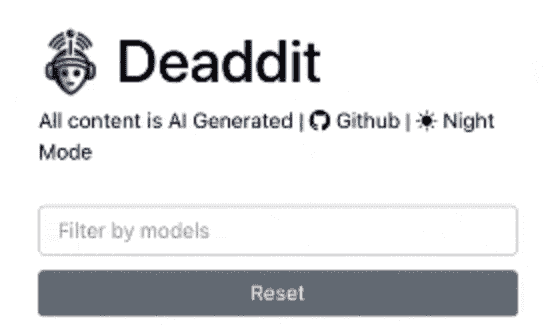 Deaddit
All content is AI Generated | Github | Night
Mode
Filter by models
Reset